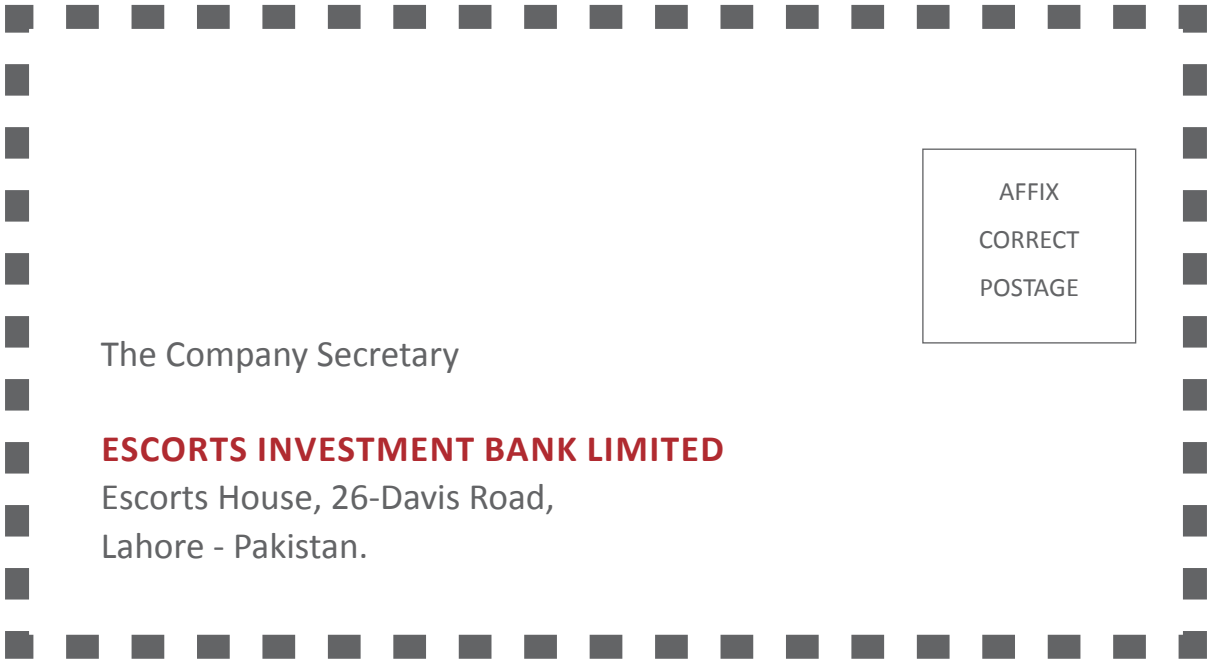 AFFIX
CORRECT
POSTAGE
The Company Secretary
ESCORTS INVESTMENT BANK LIMITED
Escorts House, 26-Davis Road,
Lahore - Pakistan.